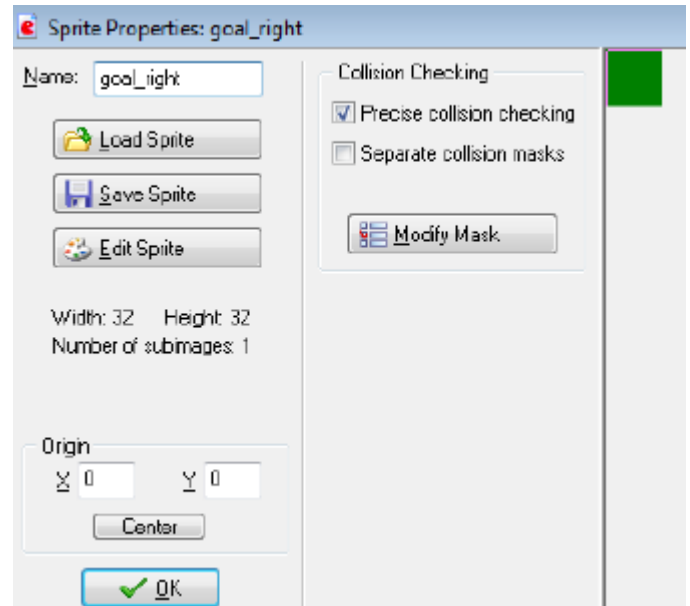 Sprite Properties: goal_right
Name: goal_right
Load Sprite
Save Sprite
Edit Sprite
Width: 32 Height: 32
Number of subimages: 1
Origin
X 0 Y 0
Center
OK
Collision Checking
Precise collision checking
Separate collision masks
Modify Mask